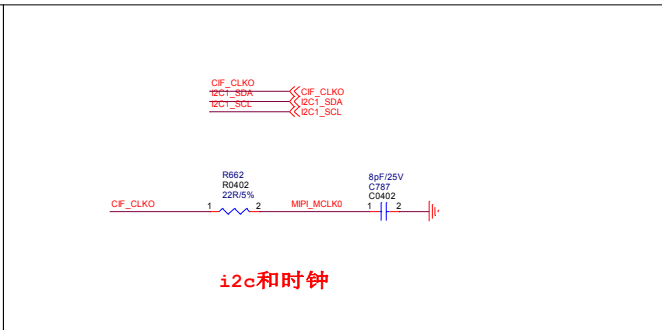 CIF_CLKO CIF_CLKO
I2C1_SDA I2C1_SDA
I2C1_SCL I2C1_SCL
R662
R0402
22R/5%
8pF/25V
C787
C0402
CIF_CLKO 1 2 MIPI_MCLK0 1 2
i2c和时钟